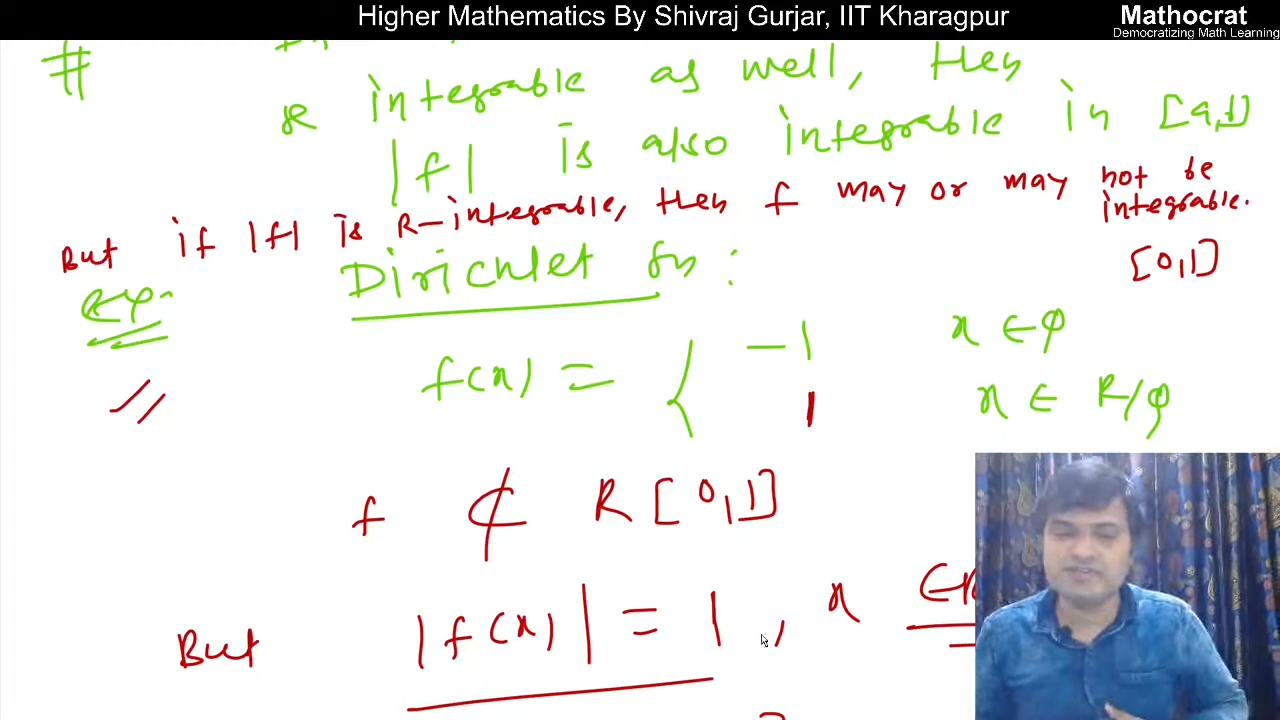 Higher Mathematics By Shivraj Gurjar, IIT Kharagpur
Mathocrat
Democratizing Math Learning
#
R integrable as well, then
|f| is also integrable in [a,b]
But if |f| is R-integrable, then f may or may not be integrable.
Dirichlet fn :
[0,1]
Exp.
f(x) = { -1 x ∈ Q
1 x ∈ R/Q
f ∉ R [0,1]
But |f(x)| = 1 , x ∈ R